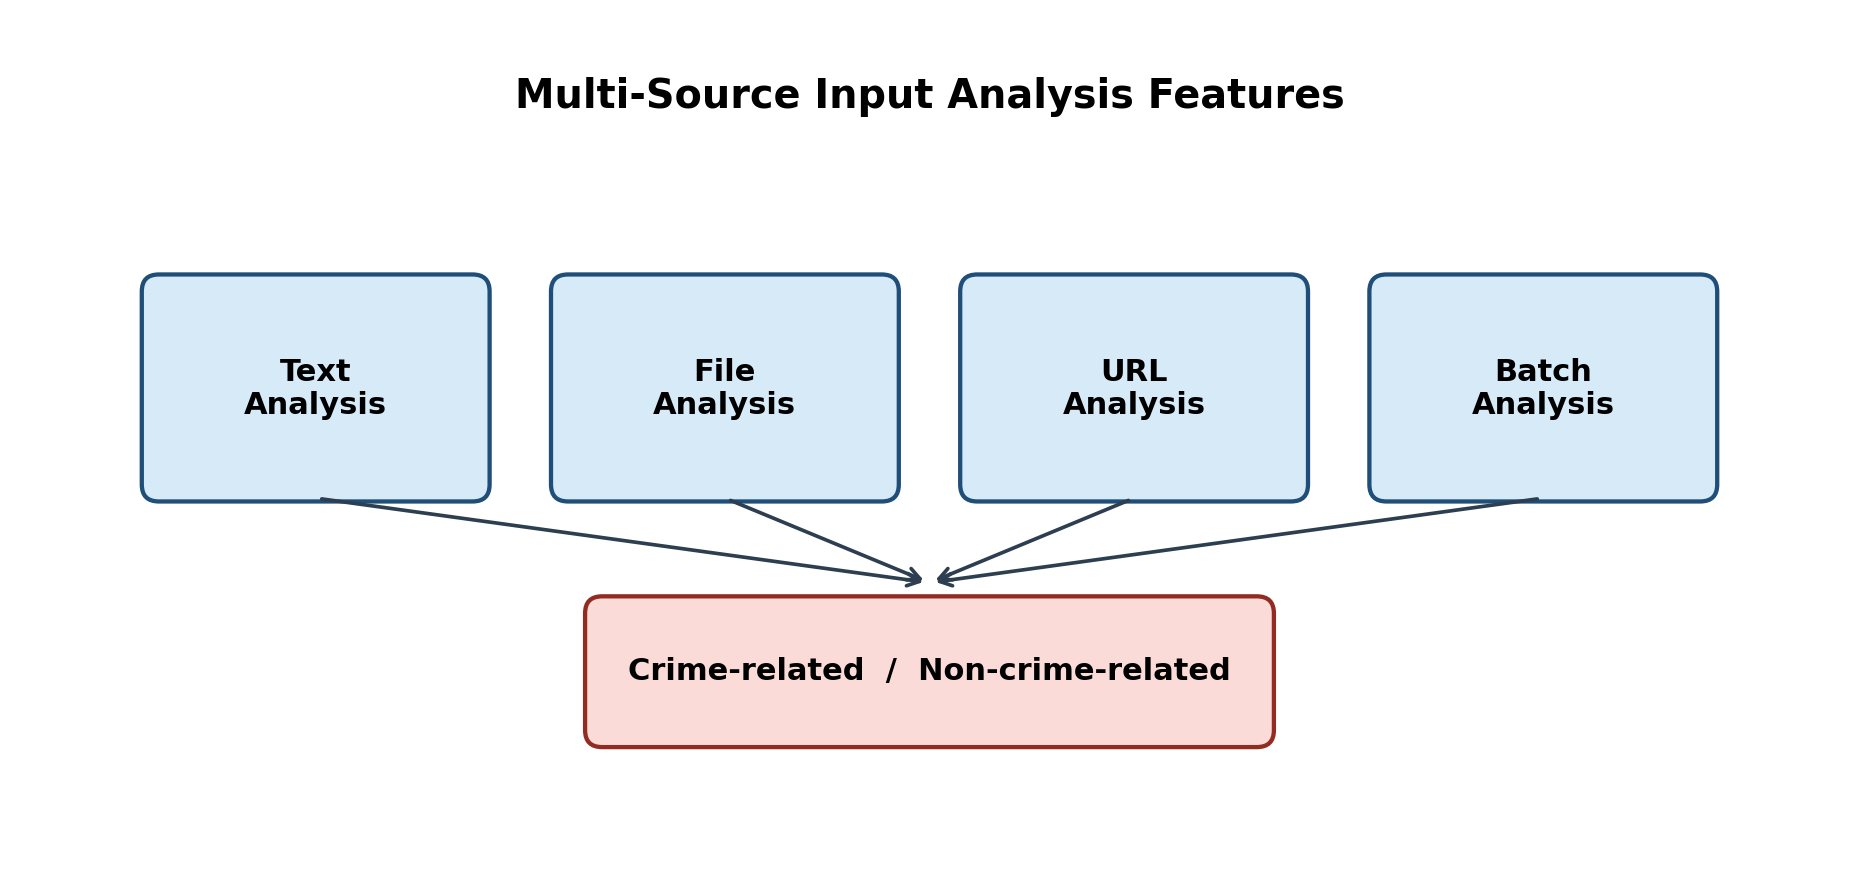 Multi-Source Input Analysis Features
Text
Analysis
File
Analysis
URL
Analysis
Batch
Analysis
Crime-related / Non-crime-related